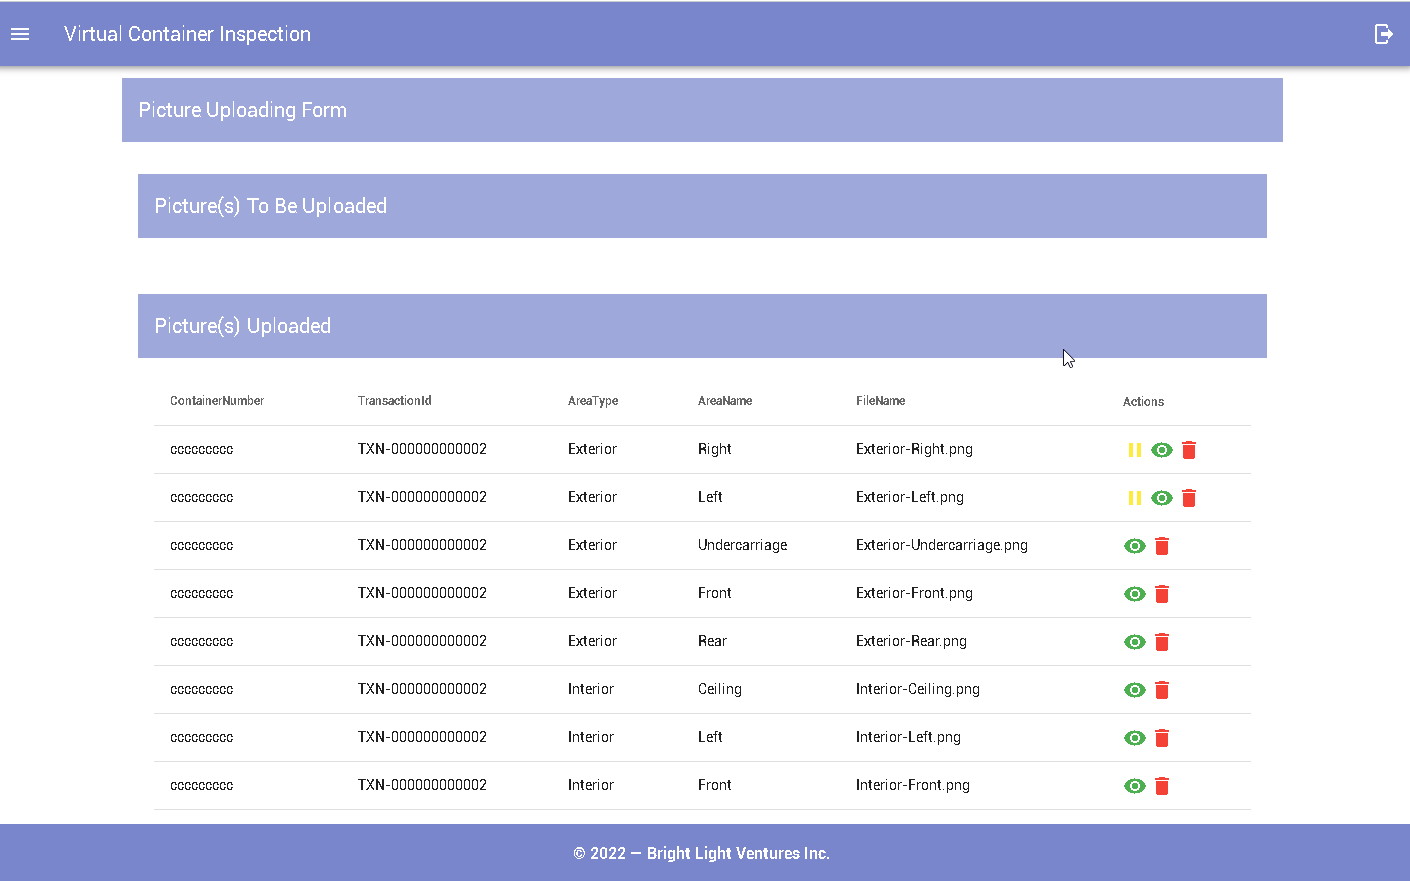 Virtual Container Inspection
Picture Uploading Form
Picture(s) To Be Uploaded
Picture(s) Uploaded
ContainerNumber TransactionId AreaType AreaName FileName Actions
ccccccccc TXN-000000000002 Exterior Right Exterior-Right.png
ccccccccc TXN-000000000002 Exterior Left Exterior-Left.png
ccccccccc TXN-000000000002 Exterior Undercarriage Exterior-Undercarriage.png
ccccccccc TXN-000000000002 Exterior Front Exterior-Front.png
ccccccccc TXN-000000000002 Exterior Rear Exterior-Rear.png
ccccccccc TXN-000000000002 Interior Ceiling Interior-Ceiling.png
ccccccccc TXN-000000000002 Interior Left Interior-Left.png
ccccccccc TXN-000000000002 Interior Front Interior-Front.png
© 2022 — Bright Light Ventures Inc.